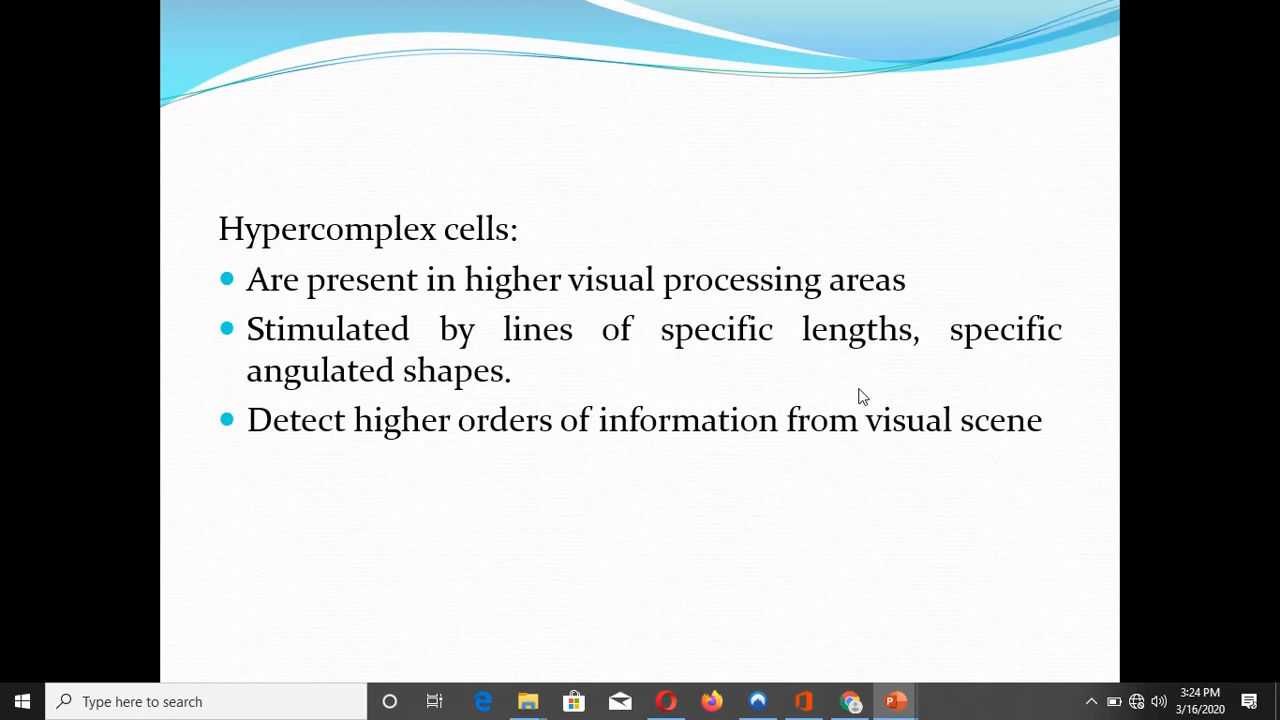 Hypercomplex cells:
Are present in higher visual processing areas
Stimulated by lines of specific lengths, specific
angulated shapes.
Detect higher orders of information from visual scene
Type here to search
3:24 PM
3/16/2020